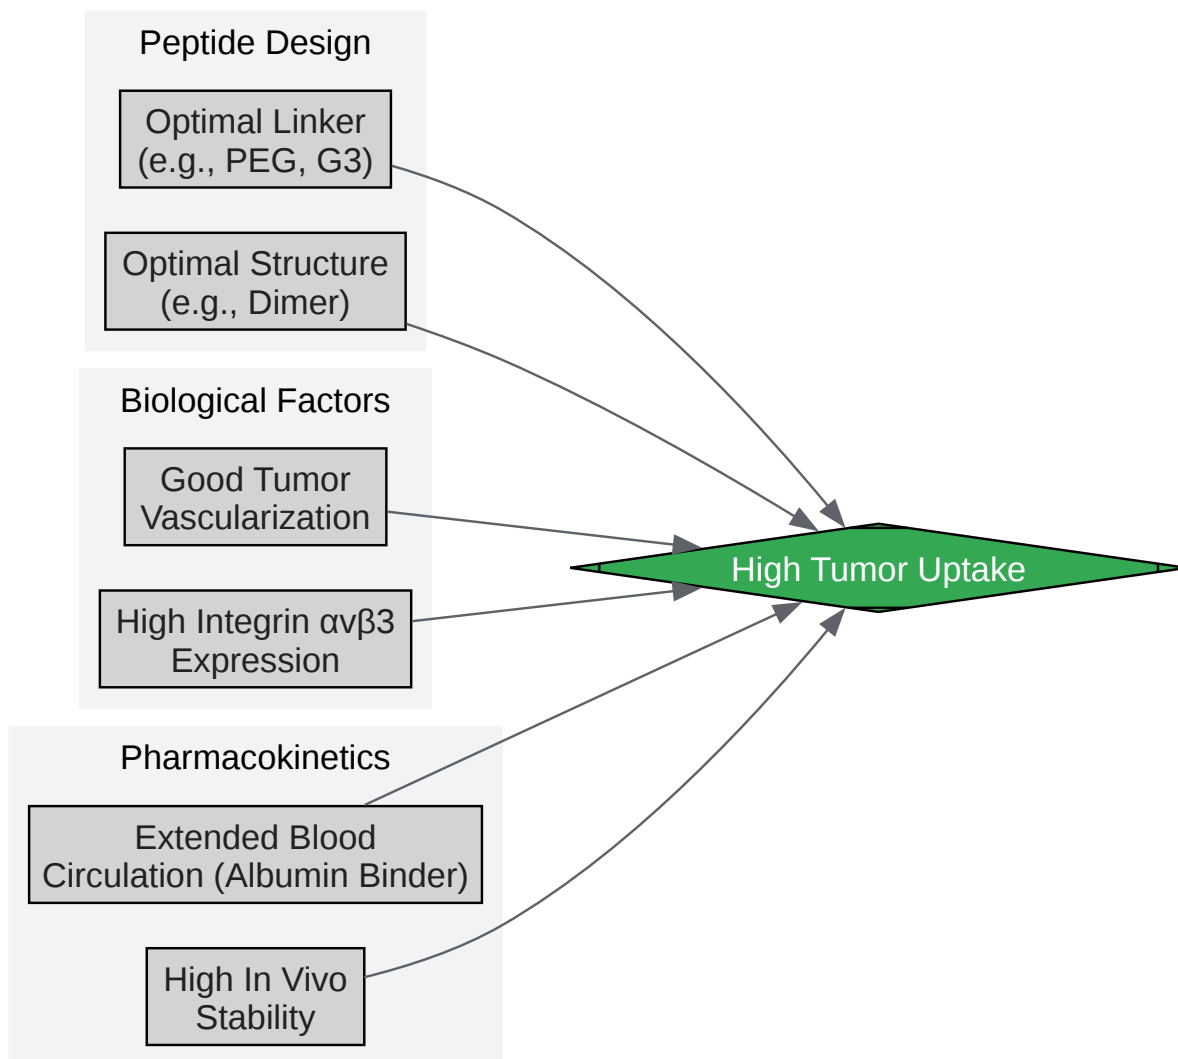 Peptide Design
Optimal Linker
(e.g., PEG, G3)
Optimal Structure
(e.g., Dimer)
Biological Factors
Good Tumor
Vascularization
High Integrin αvβ3
Expression
High Tumor Uptake
Pharmacokinetics
Extended Blood
Circulation (Albumin Binder)
High In Vivo
Stability